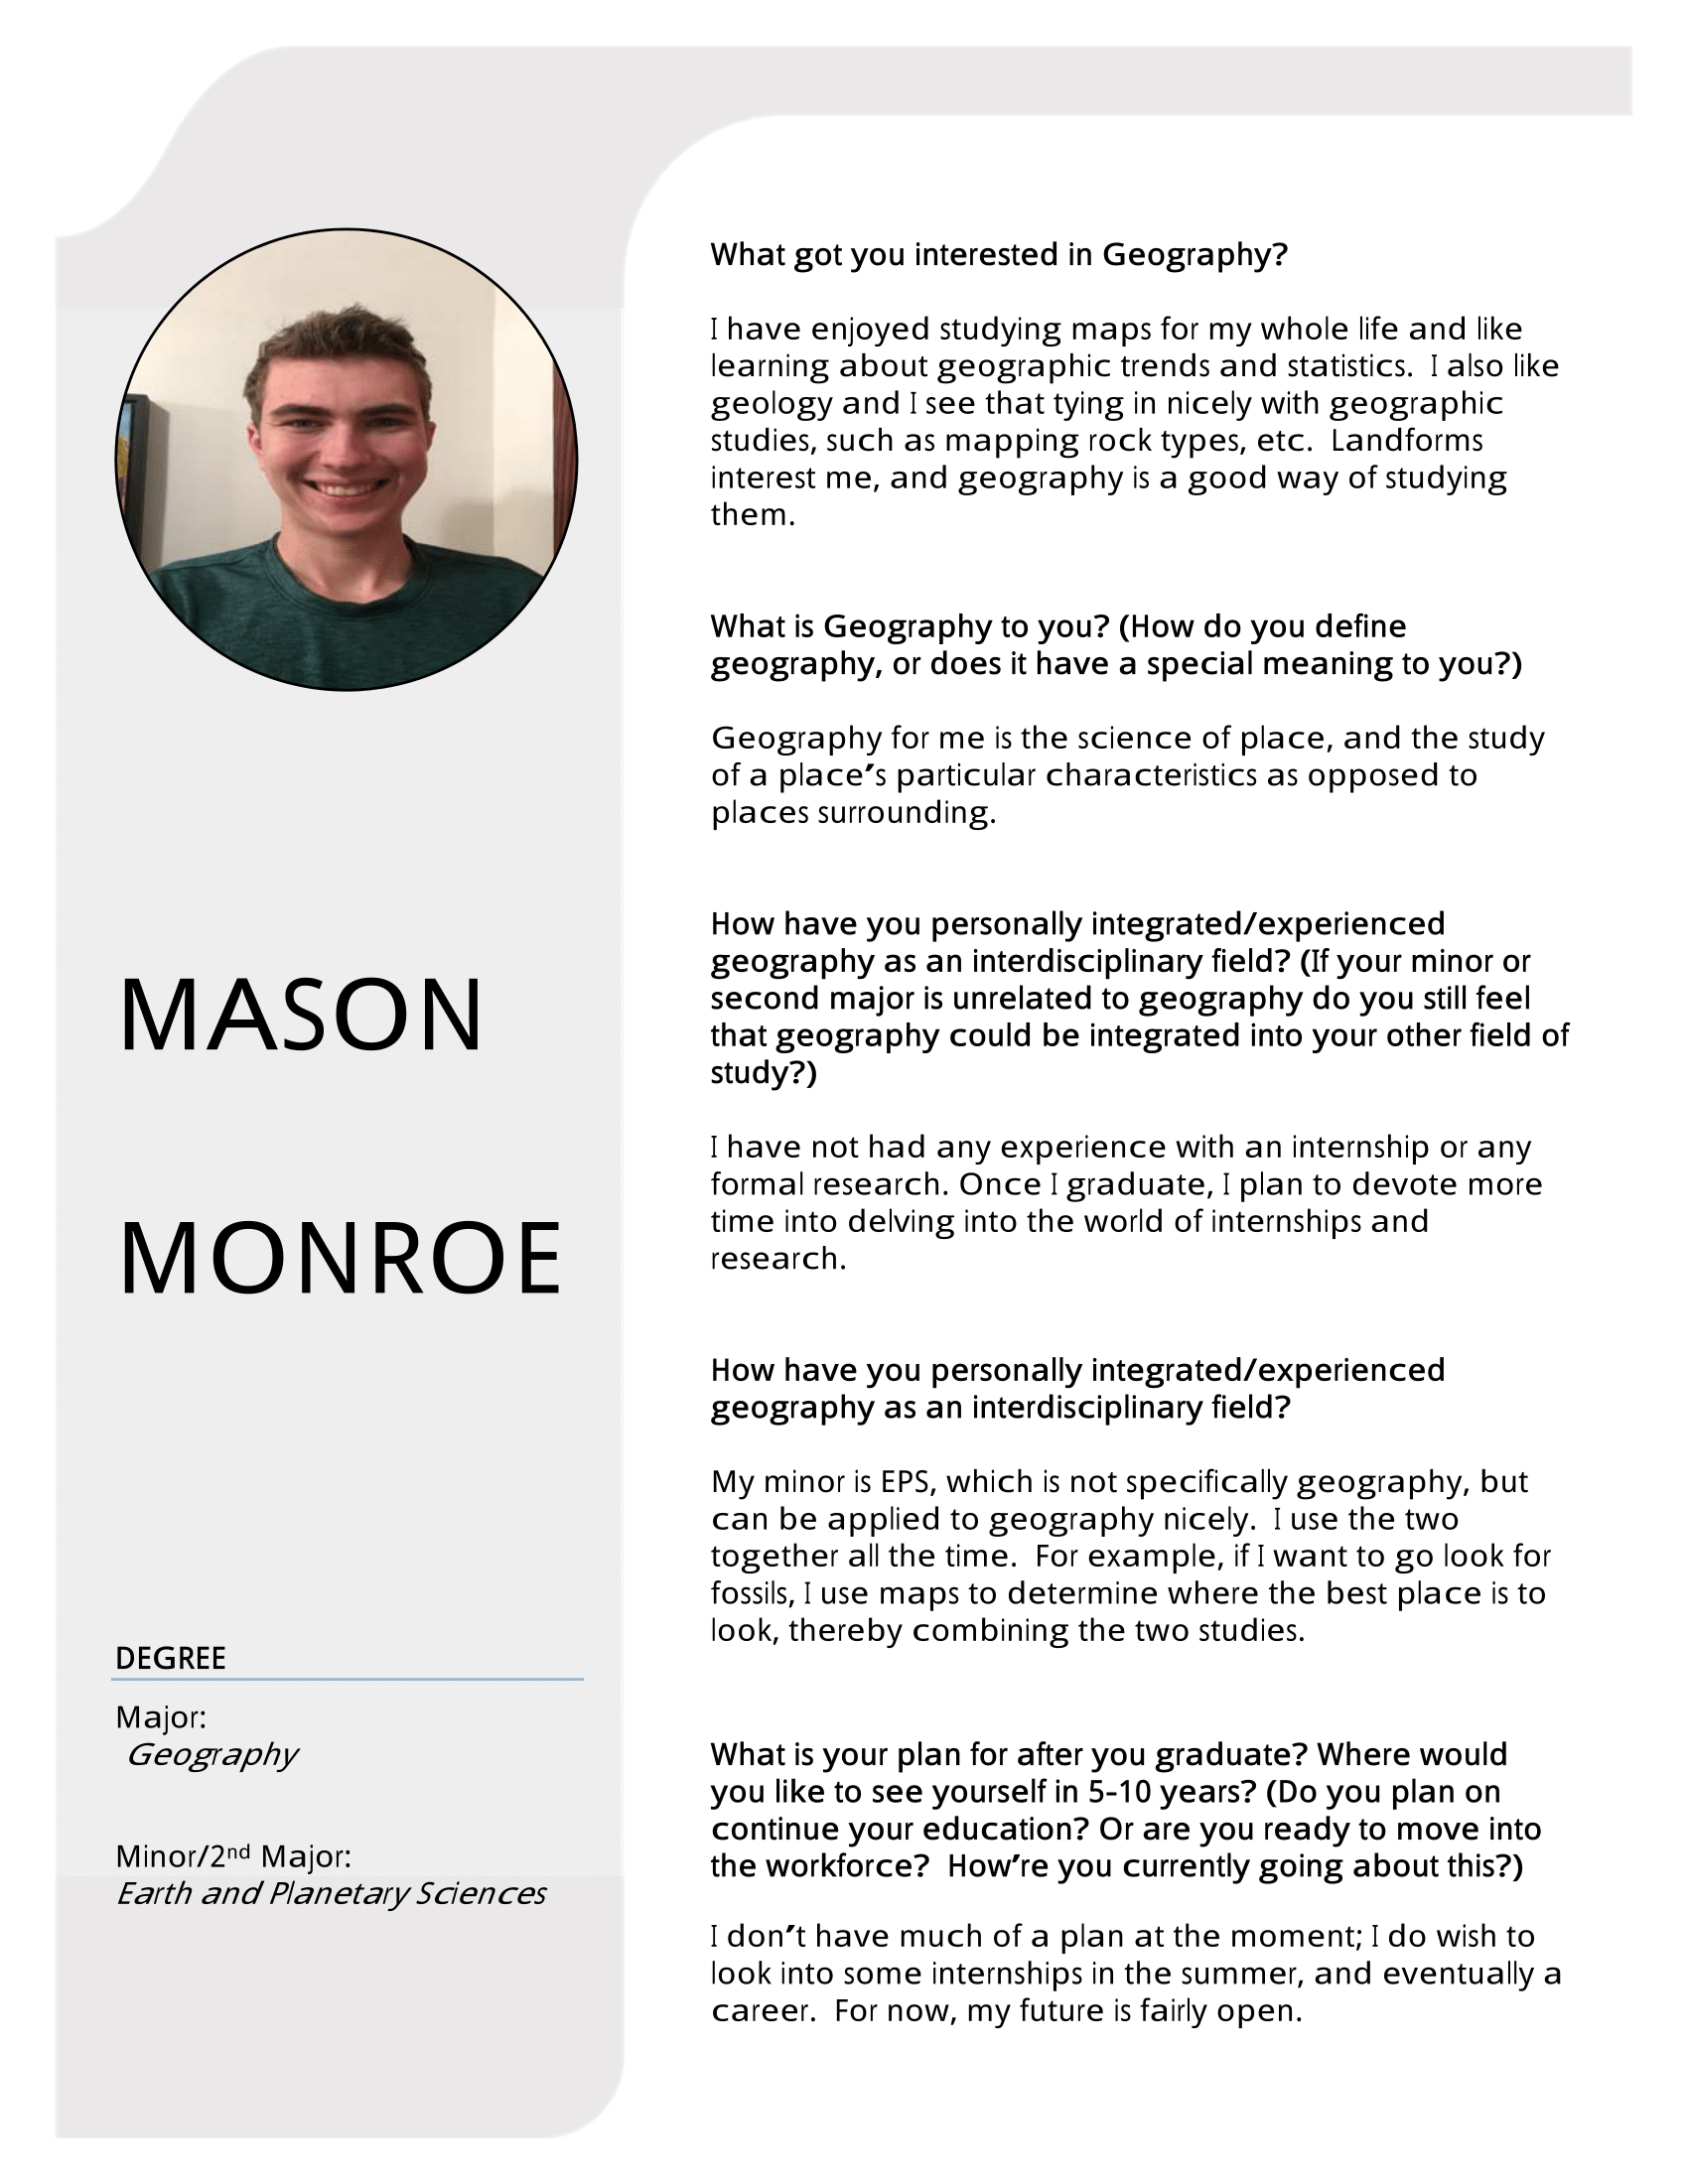 MASON
MONROE
DEGREE
Major:
Geography
Minor/2nd Major:
Earth and Planetary Sciences
What got you interested in Geography?
I have enjoyed studying maps for my whole life and like
learning about geographic trends and statistics.  I also like
geology and I see that tying in nicely with geographic
studies, such as mapping rock types, etc.  Landforms
interest me, and geography is a good way of studying
them.
What is Geography to you? (How do you define
geography, or does it have a special meaning to you?)
Geography for me is the science of place, and the study
of a place’s particular characteristics as opposed to
places surrounding.
How have you personally integrated/experienced
geography as an interdisciplinary field? (If your minor or
second major is unrelated to geography do you still feel
that geography could be integrated into your other field of
study?)
I have not had any experience with an internship or any
formal research. Once I graduate, I plan to devote more
time into delving into the world of internships and
research.
How have you personally integrated/experienced
geography as an interdisciplinary field?
My minor is EPS, which is not specifically geography, but
can be applied to geography nicely.  I use the two
together all the time.  For example, if I want to go look for
fossils, I use maps to determine where the best place is to
look, thereby combining the two studies.
What is your plan for after you graduate? Where would
you like to see yourself in 5-10 years? (Do you plan on
continue your education? Or are you ready to move into
the workforce?  How’re you currently going about this?)
I don’t have much of a plan at the moment; I do wish to
look into some internships in the summer, and eventually a
career.  For now, my future is fairly open.